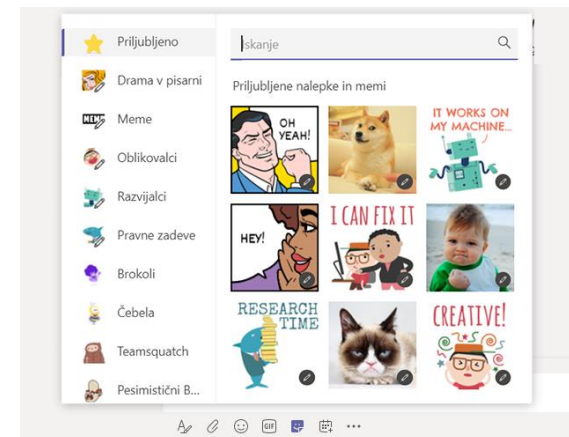 Priljubljeno
Drama v pisarni
MEME
Meme
Oblikovalci
Razvijalci
Pravne zadeve
Brokoli
Čebela
Teamsquatch
Pesimistični B...
Iskanje
Priljubljene nalepke in memi
OH
YEAH!
IT WORKS ON
MY MACHINE...
HEY!
I CAN FIX IT
RESEARCH
TIME
CREATIVE!
GIF